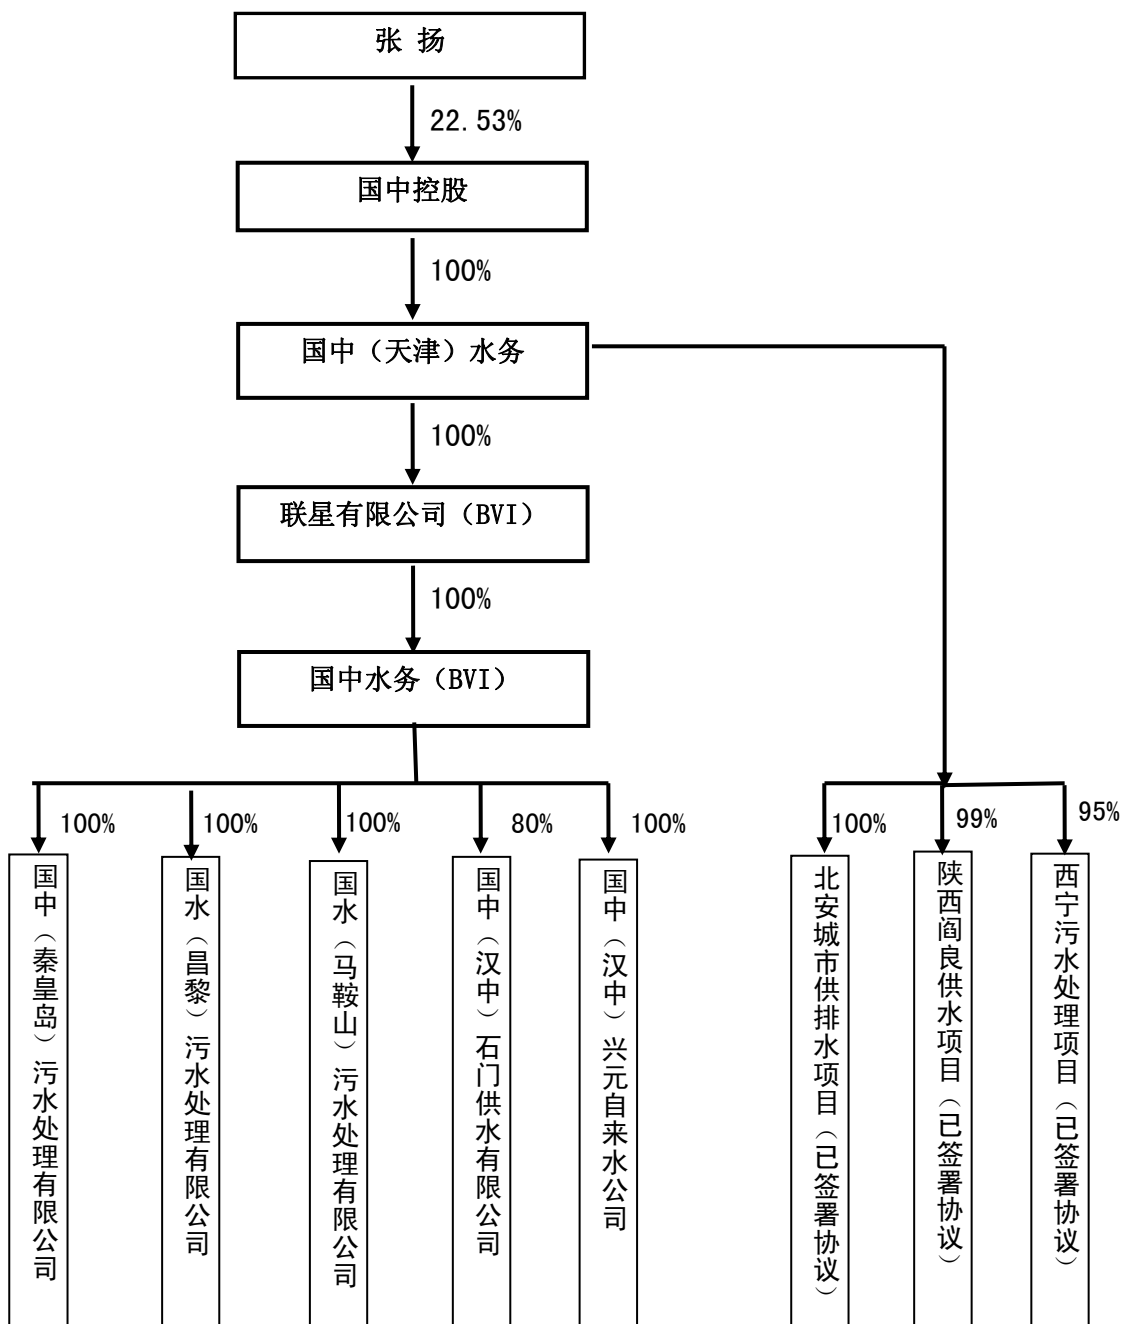 张 扬
22.53%
国中控股
100%
国中（天津）水务
100%
联星有限公司（BVI）
100%
国中水务（BVI）
100%
100%
100%
80%
100%
100%
99%
95%
国中（秦皇岛）污水处理有限公司
国水（昌黎）污水处理有限公司
国水（马鞍山）污水处理有限公司
国中（汉中）石门供水有限公司
国中（汉中）兴元自来水公司
北安城市供排水项目（已签署协议）
陕西阎良供水项目（已签署协议）
西宁污水处理项目（已签署协议）